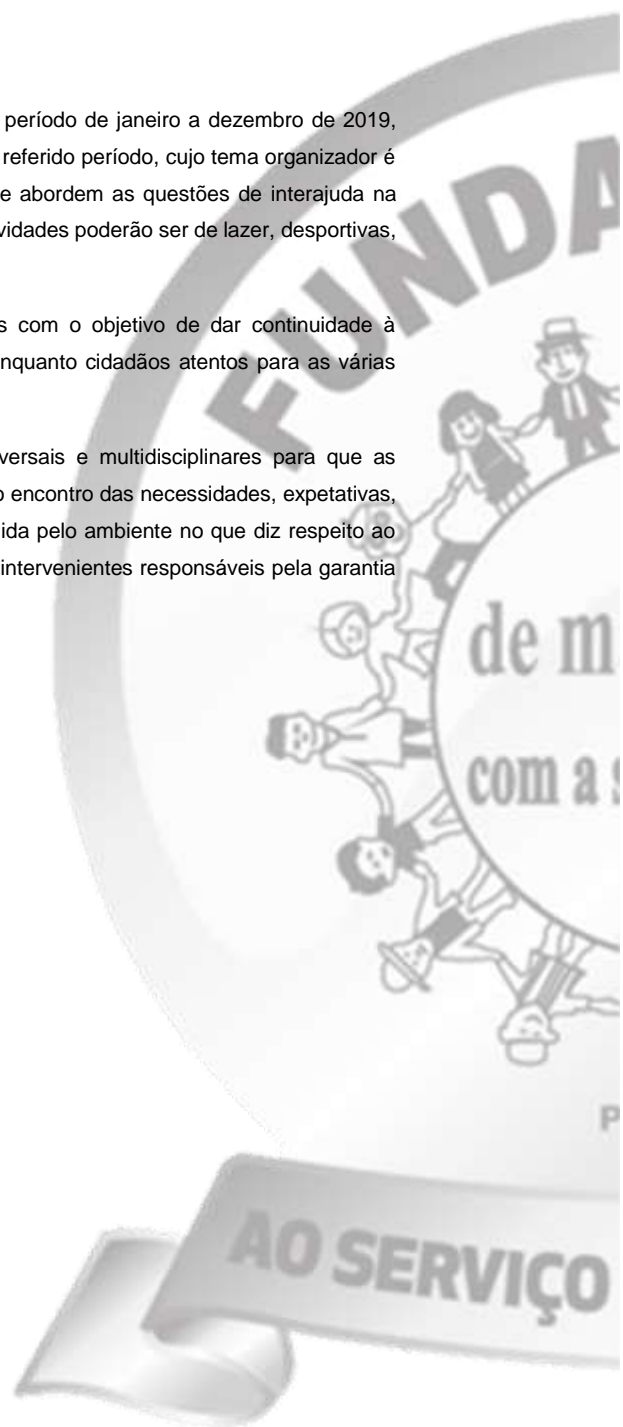 período de janeiro a dezembro de 2019,
referido período, cujo tema organizador é
e abordem as questões de interajuda na
vidades poderão ser de lazer, desportivas,
s com o objetivo de dar continuidade à
nquanto cidadãos atentos para as várias
versais e multidisciplinares para que as
o encontro das necessidades, expetativas,
ida pelo ambiente no que diz respeito ao
intervenientes responsáveis pela garantia
FUNDA
de m
com a s
P
AO SERVIÇO